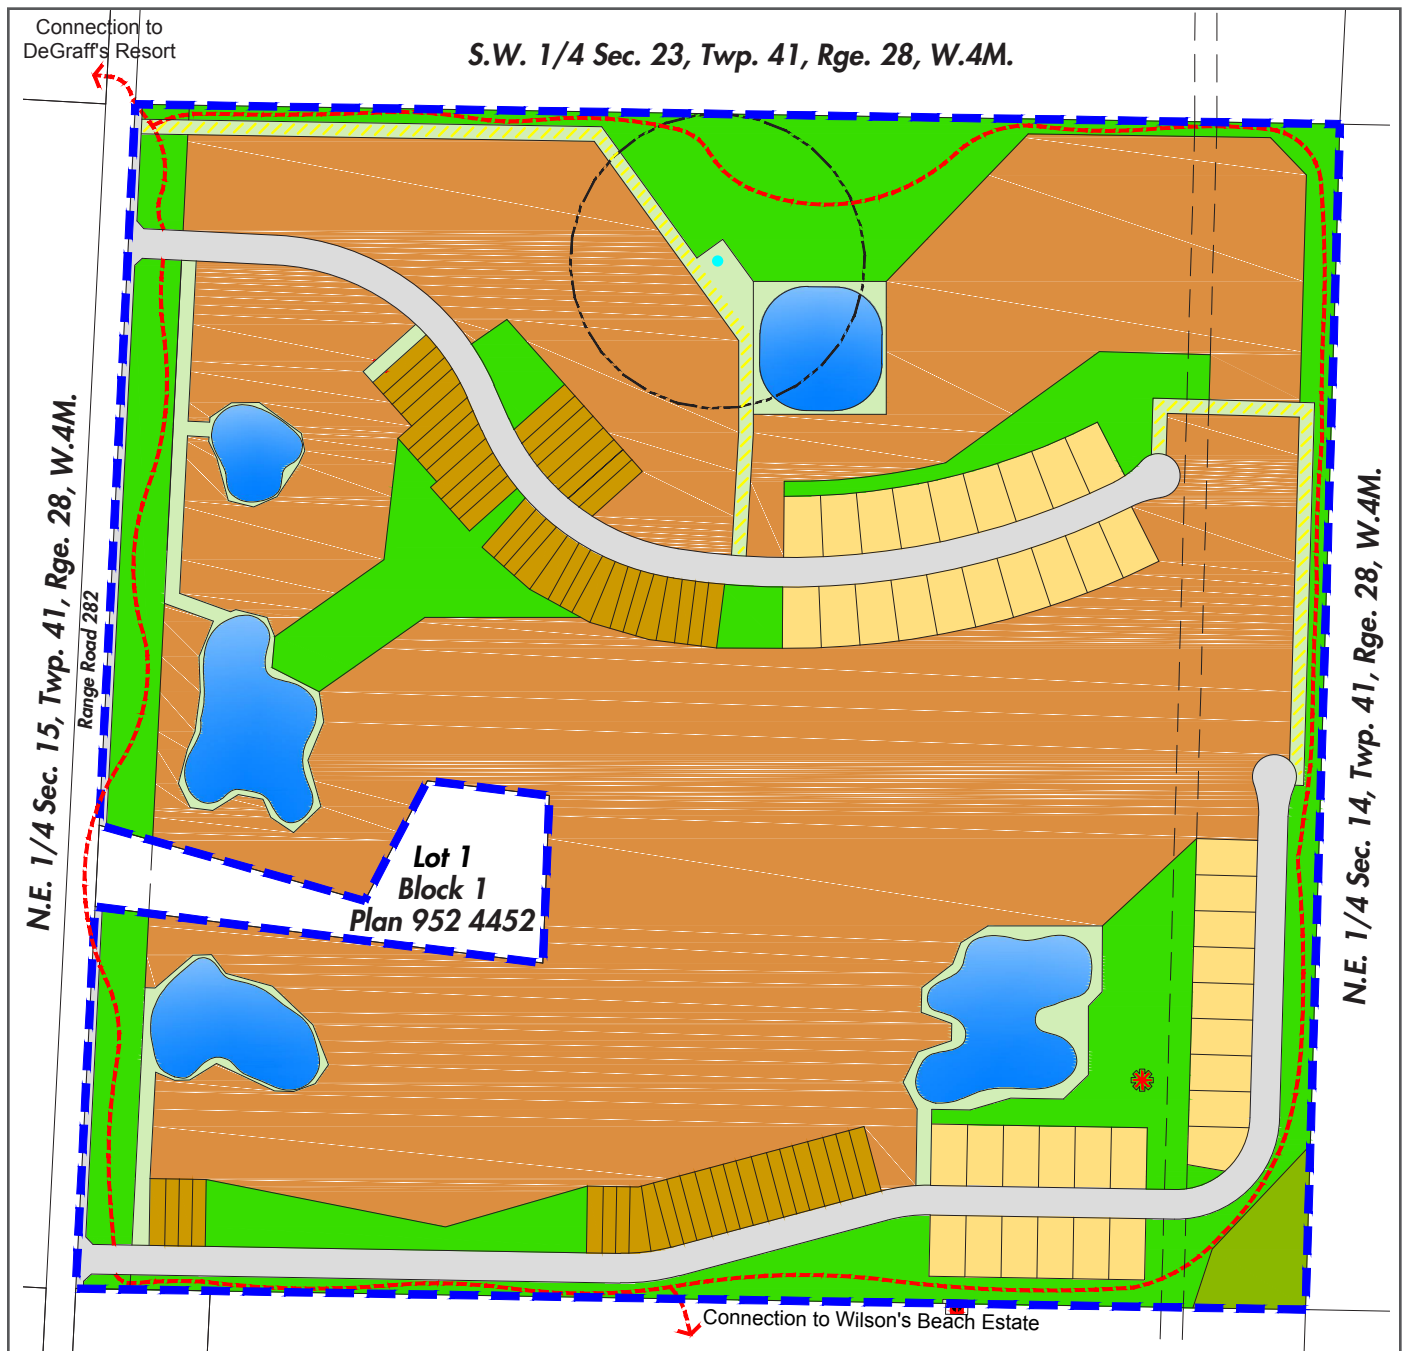 Connection to
DeGraff's Resort
S.W. 1/4 Sec. 23, Twp. 41, Rge. 28, W.4M.
N.E. 1/4 Sec. 15, Twp. 41, Rge. 28, W.4M.
Range Road 282
N.E. 1/4 Sec. 14, Twp. 41, Rge. 28, W.4M.
Lot 1
Block 1
Plan 952 4452
Connection to Wilson's Beach Estate